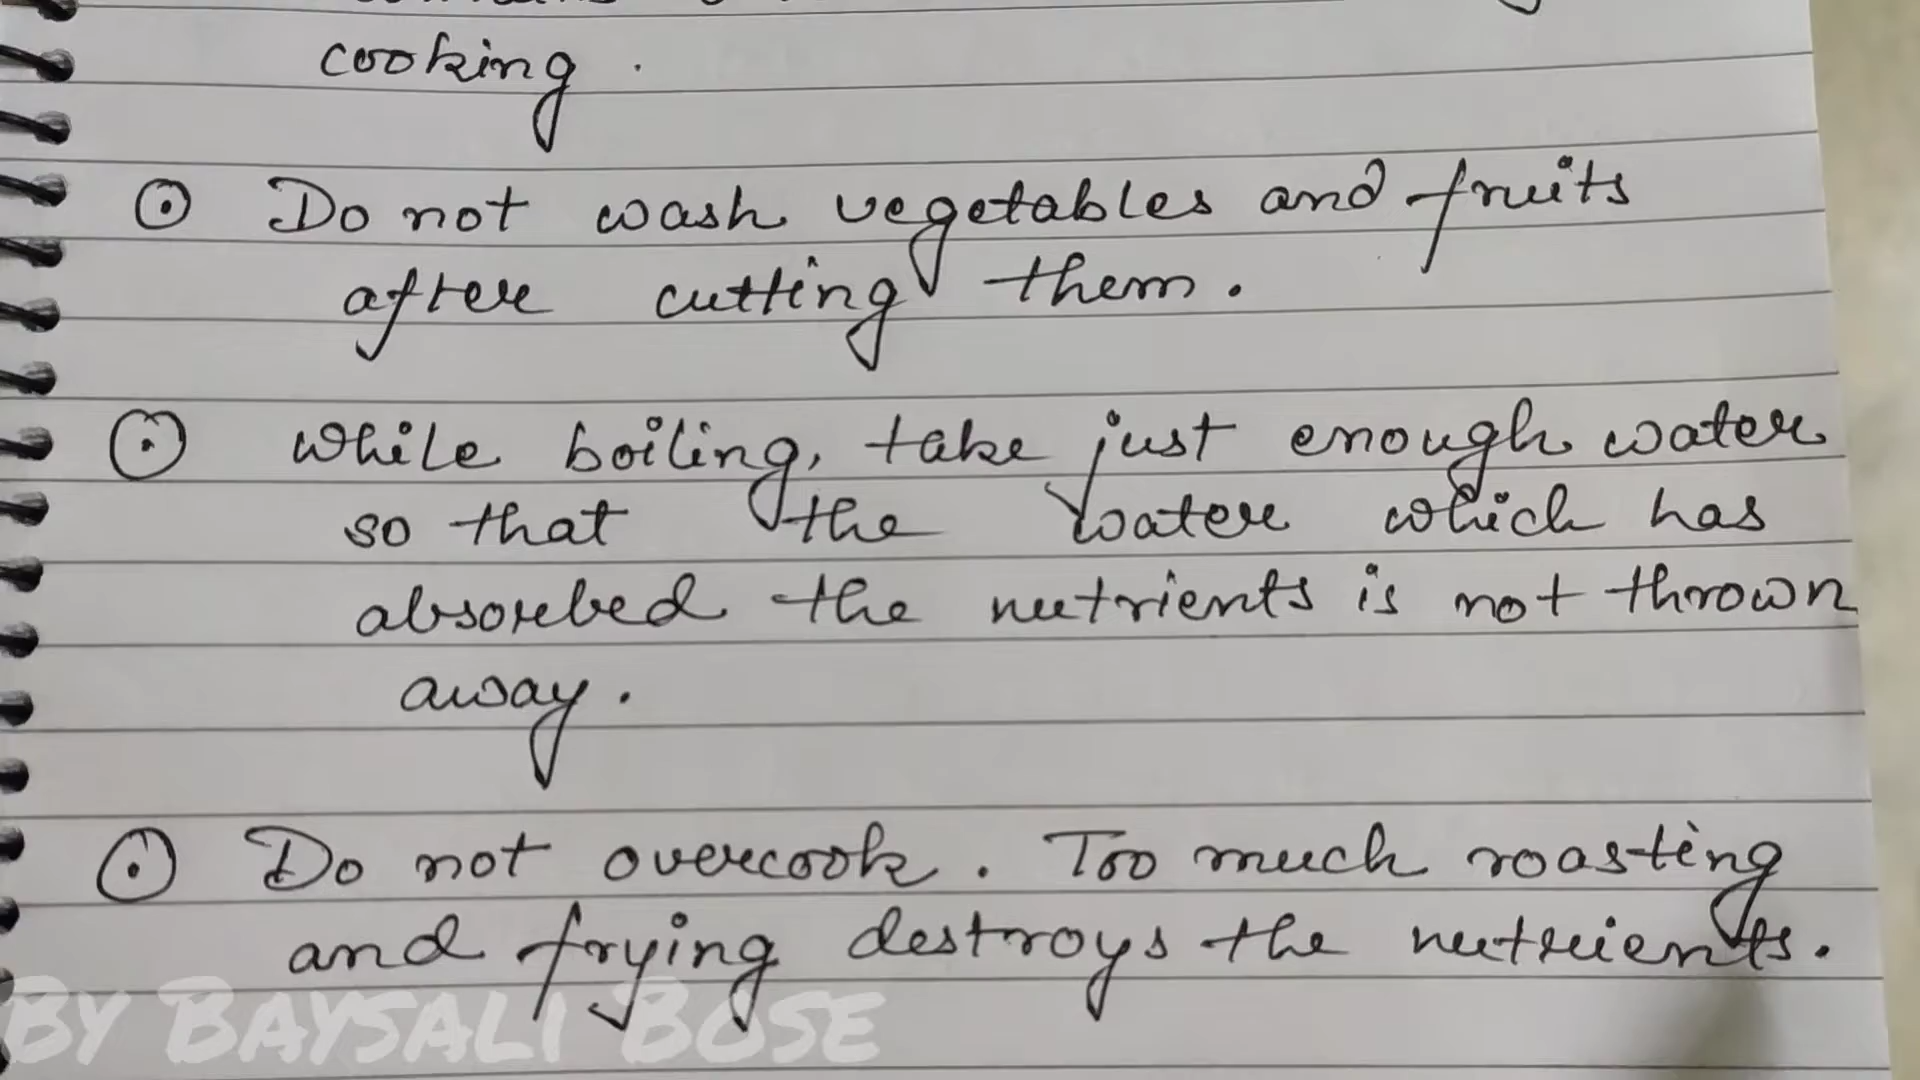 cooking.
⊙ Do not wash vegetables and fruits
after cutting them.
⊙ While boiling, take just enough water
so that the water which has
absorbed the nutrients is not thrown
away.
⊙ Do not overcook. Too much roasting
and frying destroys the nutrients.
By Baysali Bose